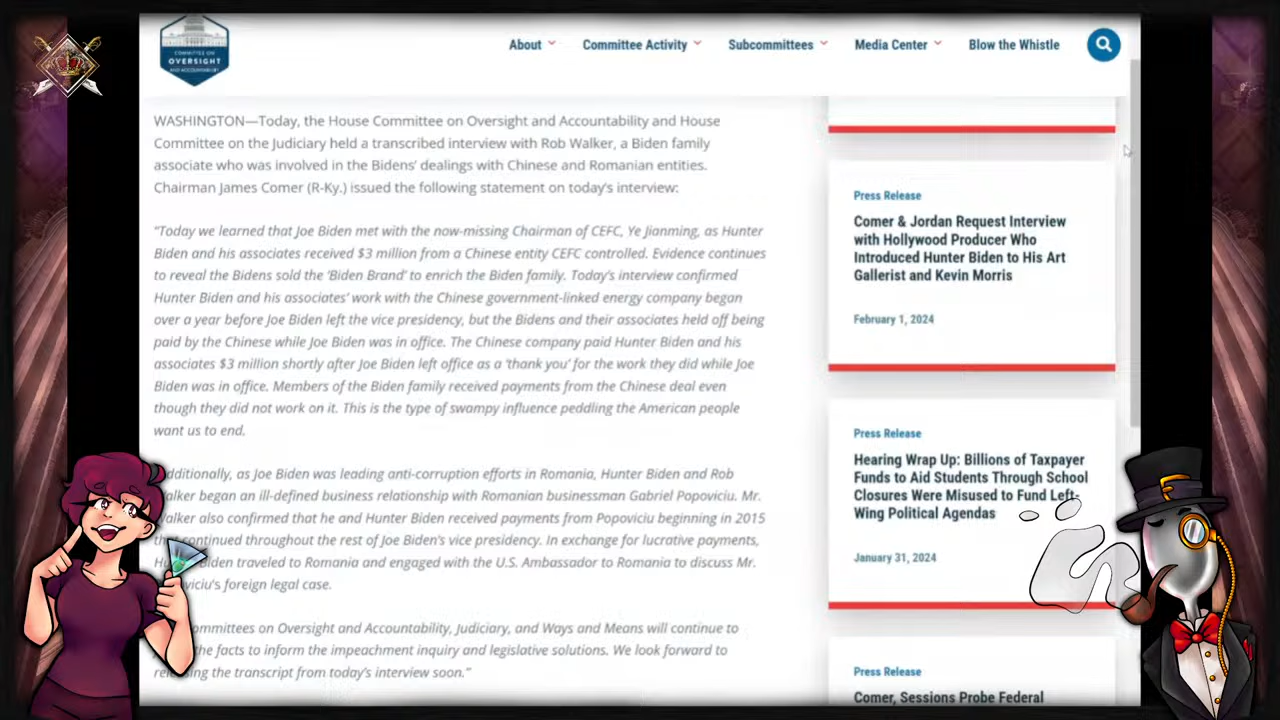 COMMITTEE ON
OVERSIGHT
AND ACCOUNTABILITY
About
Committee Activity
Subcommittees
Media Center
Blow the Whistle
WASHINGTON—Today, the House Committee on Oversight and Accountability and House
Committee on the Judiciary held a transcribed interview with Rob Walker, a Biden family
associate who was involved in the Bidens' dealings with Chinese and Romanian entities.
Chairman James Comer (R-Ky.) issued the following statement on today's interview:
"Today we learned that Joe Biden met with the now-missing Chairman of CEFC, Ye Jianming, as Hunter
Biden and his associates received $3 million from a Chinese entity CEFC controlled. Evidence continues
to reveal the Bidens sold the 'Biden Brand' to enrich the Biden family. Today's interview confirmed
Hunter Biden and his associates' work with the Chinese government-linked energy company began
over a year before Joe Biden left the vice presidency, but the Bidens and their associates held off being
paid by the Chinese while Joe Biden was in office. The Chinese company paid Hunter Biden and his
associates $3 million shortly after Joe Biden left office as a 'thank you' for the work they did while Joe
Biden was in office. Members of the Biden family received payments from the Chinese deal even
though they did not work on it. This is the type of swampy influence peddling the American people
want us to end.
dditionally, as Joe Biden was leading anti-corruption efforts in Romania, Hunter Biden and Rob
alker began an ill-defined business relationship with Romanian businessman Gabriel Popoviciu. Mr.
alker also confirmed that he and Hunter Biden received payments from Popoviciu beginning in 2015
th continued throughout the rest of Joe Biden's vice presidency. In exchange for lucrative payments,
Hu iden traveled to Romania and engaged with the U.S. Ambassador to Romania to discuss Mr.
viciu's foreign legal case.
ommittees on Oversight and Accountability, Judiciary, and Ways and Means will continue to
the facts to inform the impeachment inquiry and legislative solutions. We look forward to
rele ing the transcript from today's interview soon."
Press Release
Comer & Jordan Request Interview
with Hollywood Producer Who
Introduced Hunter Biden to His Art
Gallerist and Kevin Morris
February 1, 2024
Press Release
Hearing Wrap Up: Billions of Taxpayer
Funds to Aid Students Through School
Closures Were Misused to Fund Left-
Wing Political Agendas
January 31, 2024
Press Release
Comer, Sessions Probe Federal